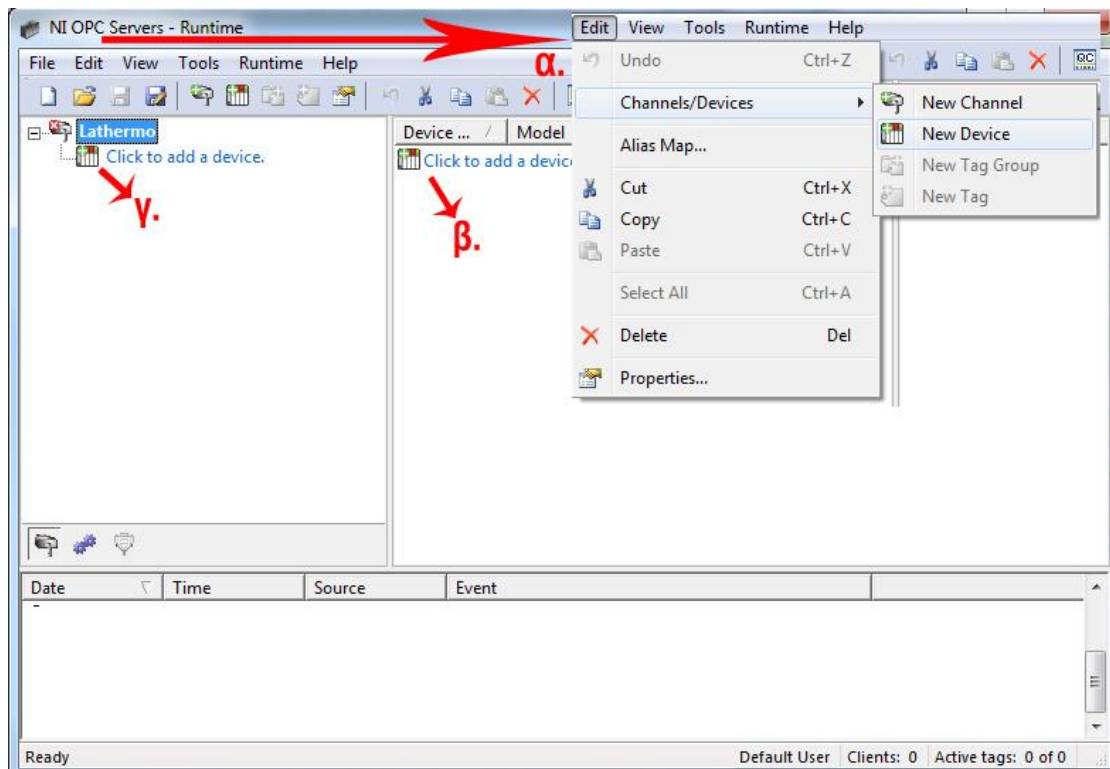 NI OPC Servers - Runtime
File Edit View Tools Runtime Help
α.
Edit View Tools Runtime Help
Undo Ctrl+Z
Channels/Devices
Alias Map...
Cut Ctrl+X
Copy Ctrl+C
Paste Ctrl+V
Select All Ctrl+A
Delete Del
Properties...
New Channel
New Device
New Tag Group
New Tag
QC
Lathermo
Click to add a device.
γ.
Device ... / Model
Click to add a device
β.
Date Time Source Event
Ready Default User Clients: 0 Active tags: 0 of 0